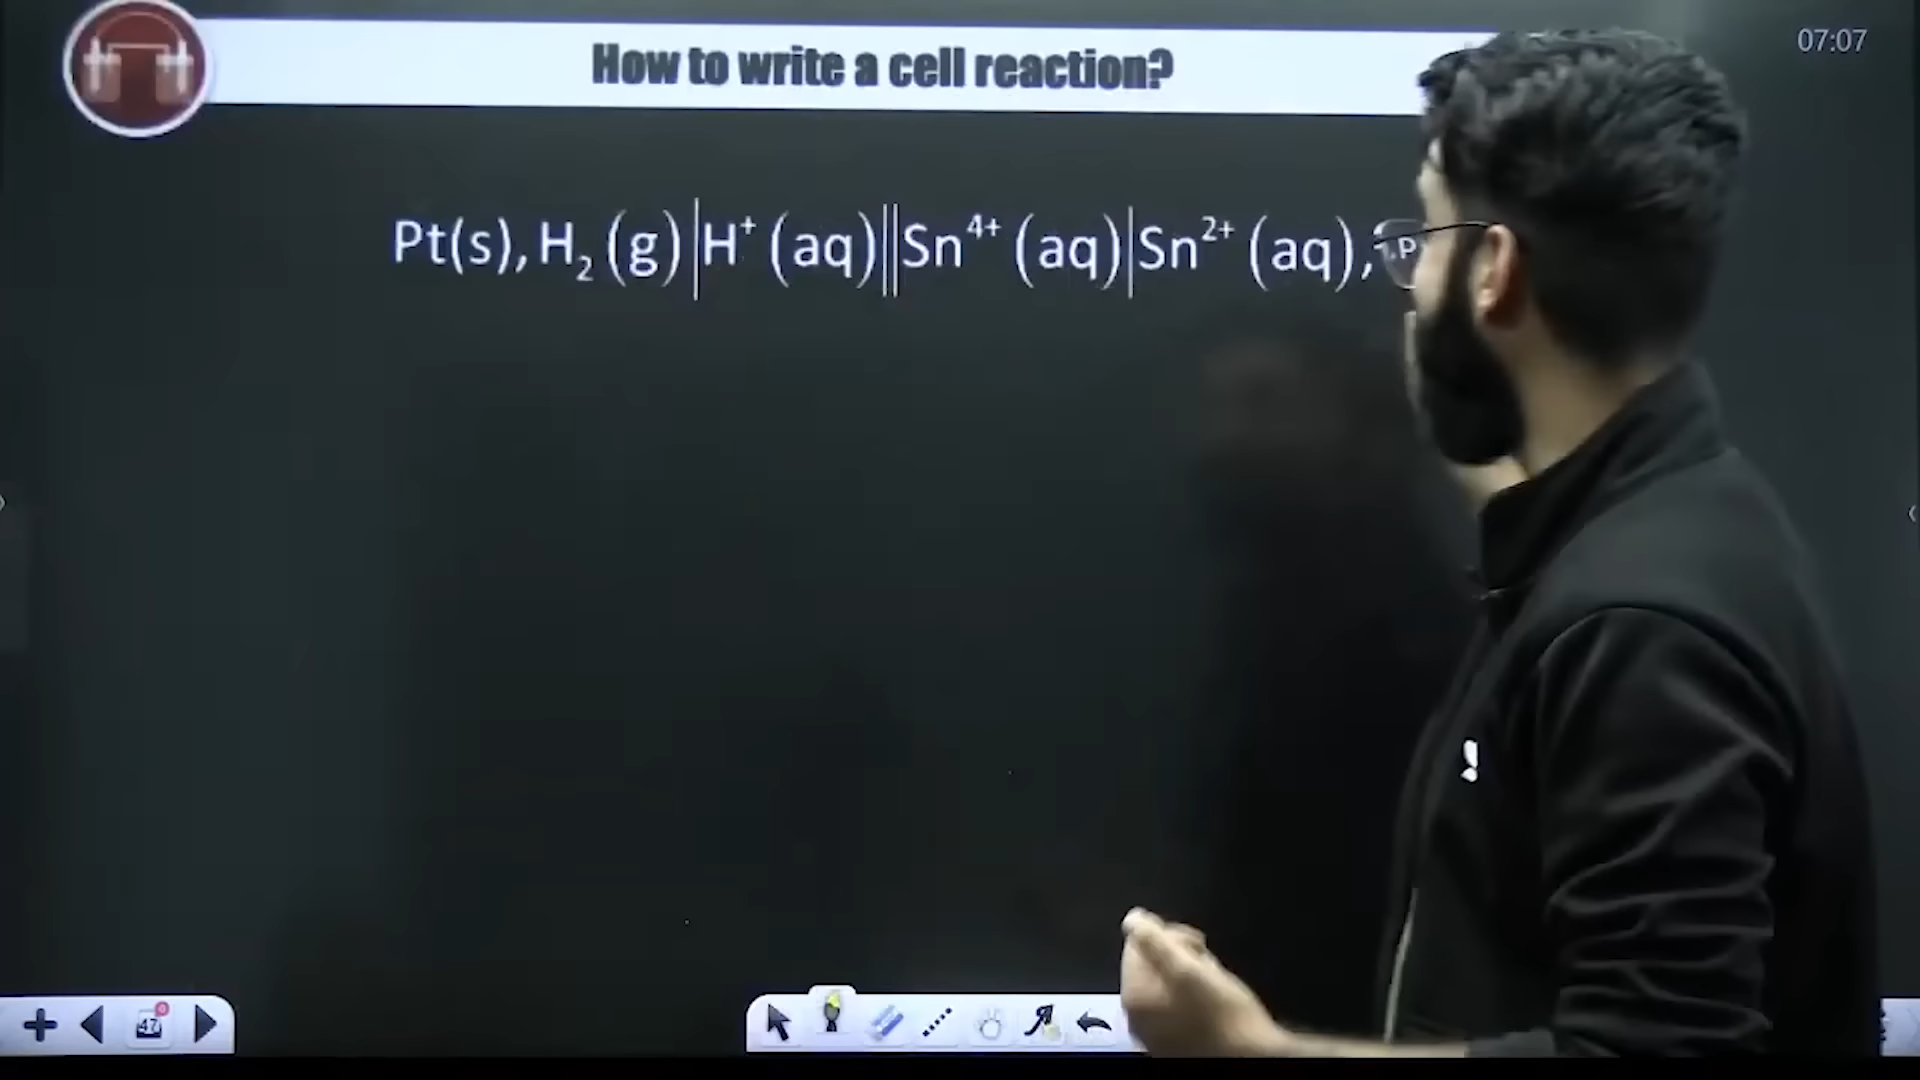 How to write a cell reaction?
07:07
Pt(s), H₂ (g) | H⁺ (aq) || Sn⁴⁺ (aq) | Sn²⁺ (aq), P
47